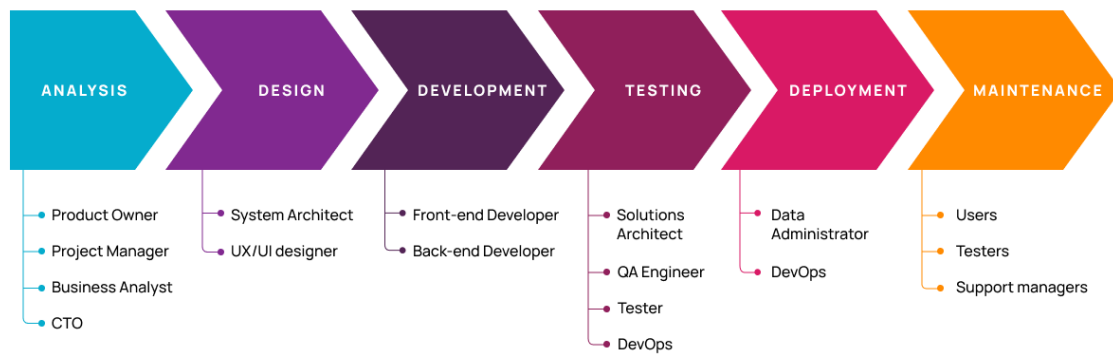 ANALYSIS
DESIGN
DEVELOPMENT
TESTING
DEPLOYMENT
MAINTENANCE
Product Owner
Project Manager
Business Analyst
CTO
System Architect
UX/UI designer
Front-end Developer
Back-end Developer
Solutions
Architect
QA Engineer
Tester
DevOps
Data
Administrator
DevOps
Users
Testers
Support managers